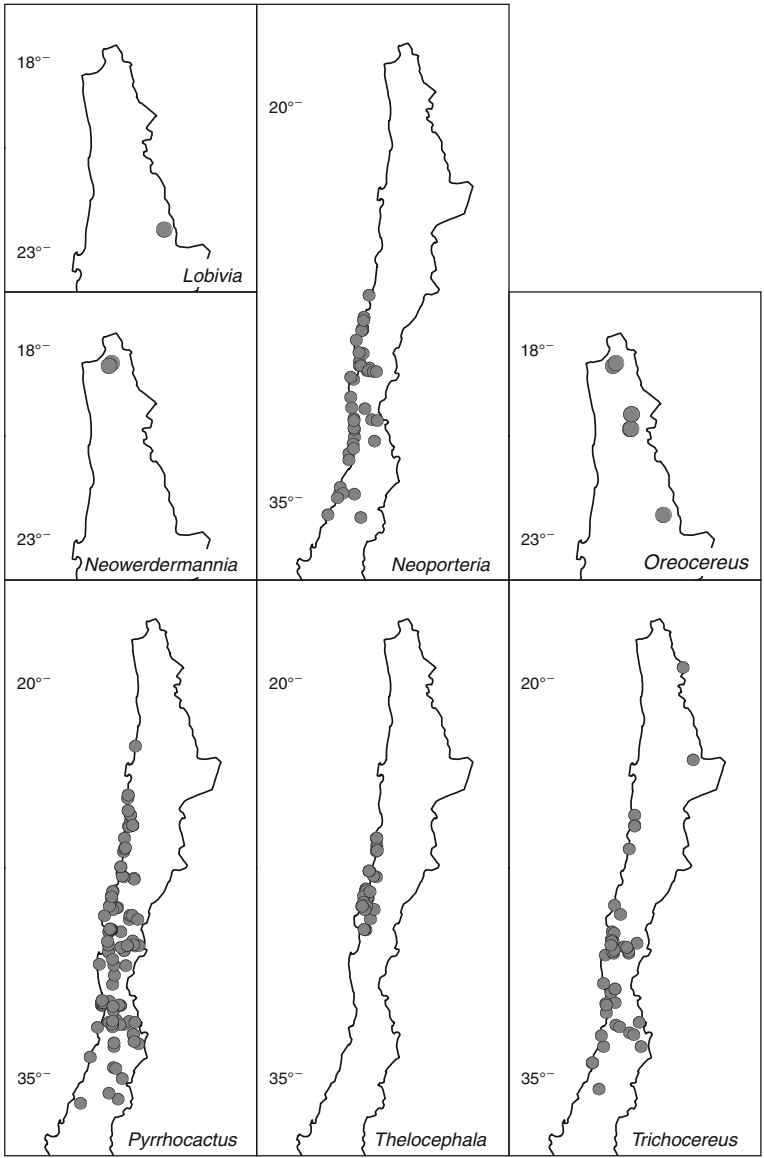 18°–
23°–
Lobivia
20°–
35°–
Neoporteria
18°–
23°–
Neowerdermannia
18°–
23°–
Oreocereus
20°–
35°–
Pyrrhocactus
20°–
35°–
Thelocephala
20°–
35°–
Trichocereus